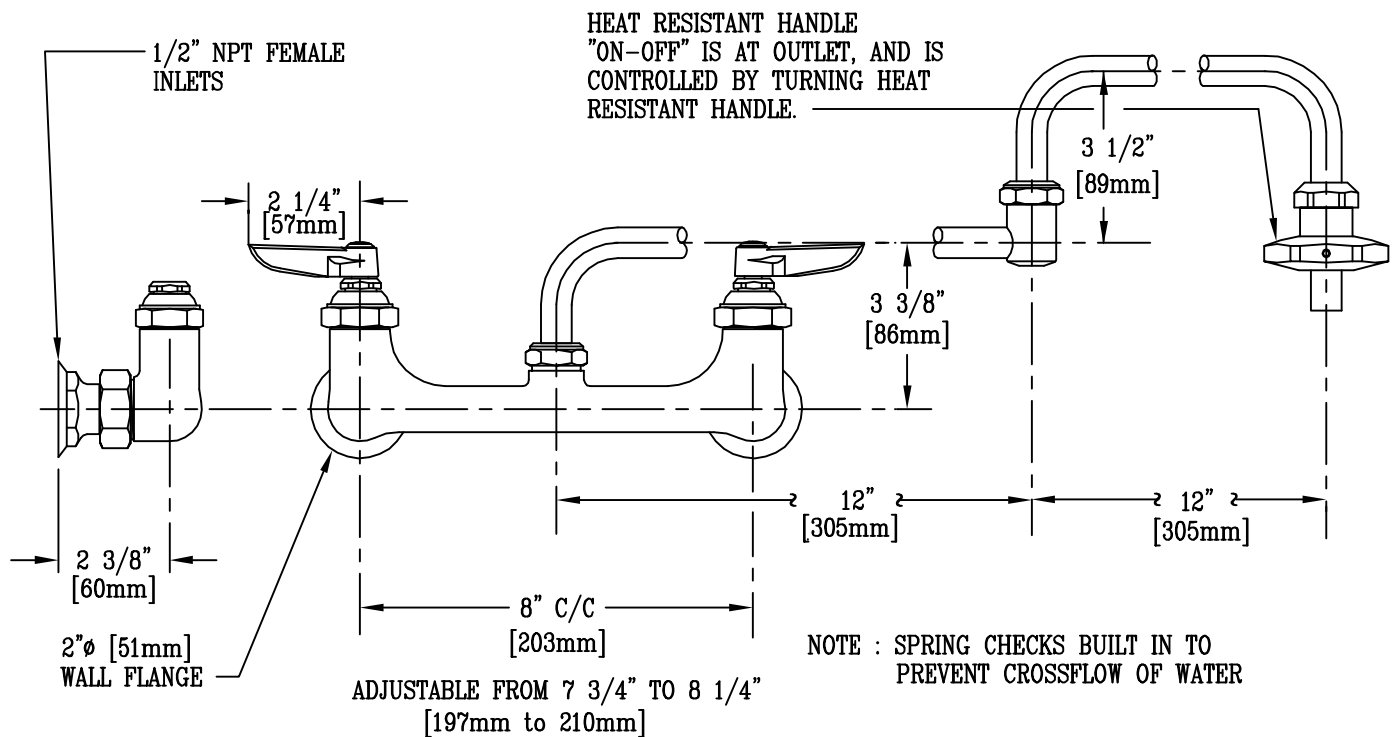 1/2" NPT FEMALE
INLETS
HEAT RESISTANT HANDLE
"ON-OFF" IS AT OUTLET, AND IS
CONTROLLED BY TURNING HEAT
RESISTANT HANDLE.
3 1/2"
[89mm]
2 1/4"
[57mm]
3 3/8"
[86mm]
12"
[305mm]
12"
[305mm]
2 3/8"
[60mm]
8" C/C
[203mm]
2"ø [51mm]
WALL FLANGE
NOTE : SPRING CHECKS BUILT IN TO
PREVENT CROSSFLOW OF WATER
ADJUSTABLE FROM 7 3/4" TO 8 1/4"
[197mm to 210mm]